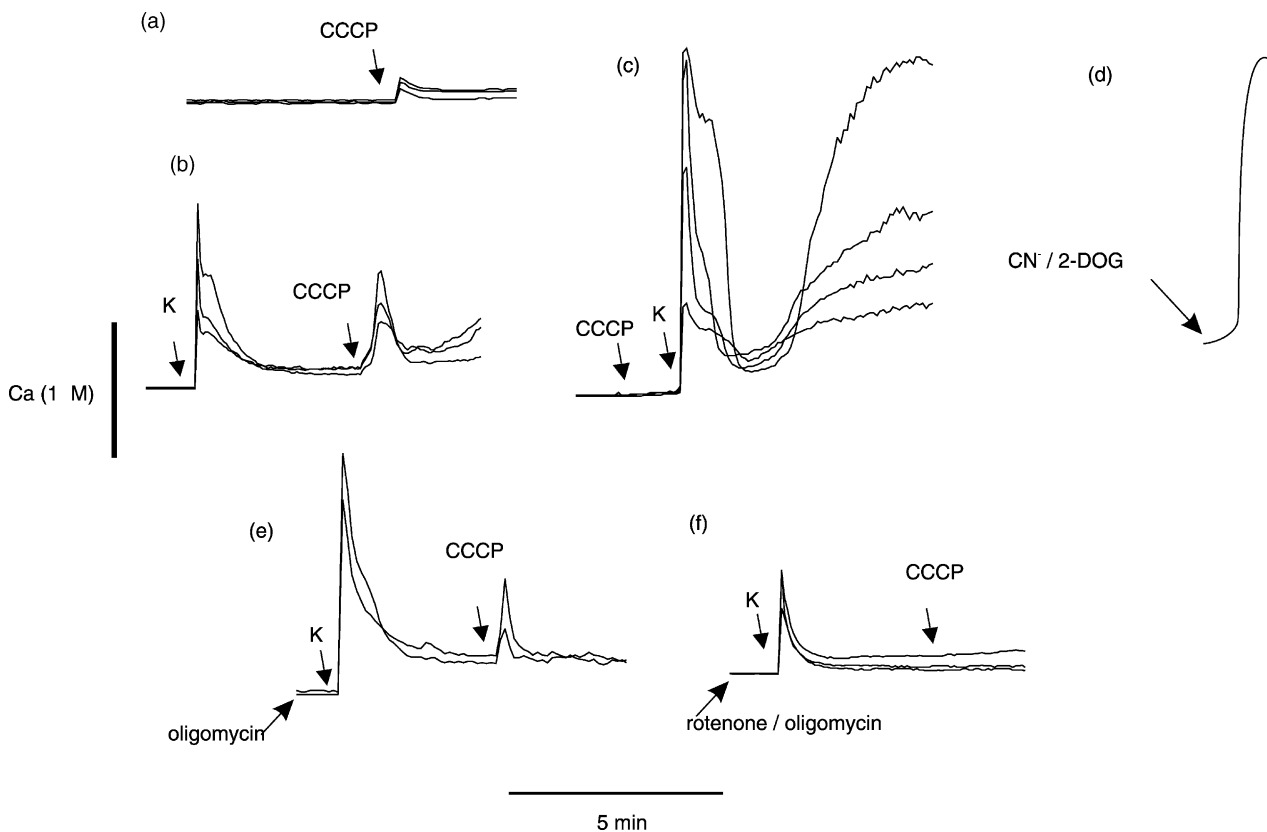 (a)
CCCP
(b)
K
CCCP
(c)
CCCP
K
(d)
CN- / 2-DOG
Ca (1 M)
(e)
K
CCCP
oligomycin
(f)
K
CCCP
rotenone / oligomycin
5 min